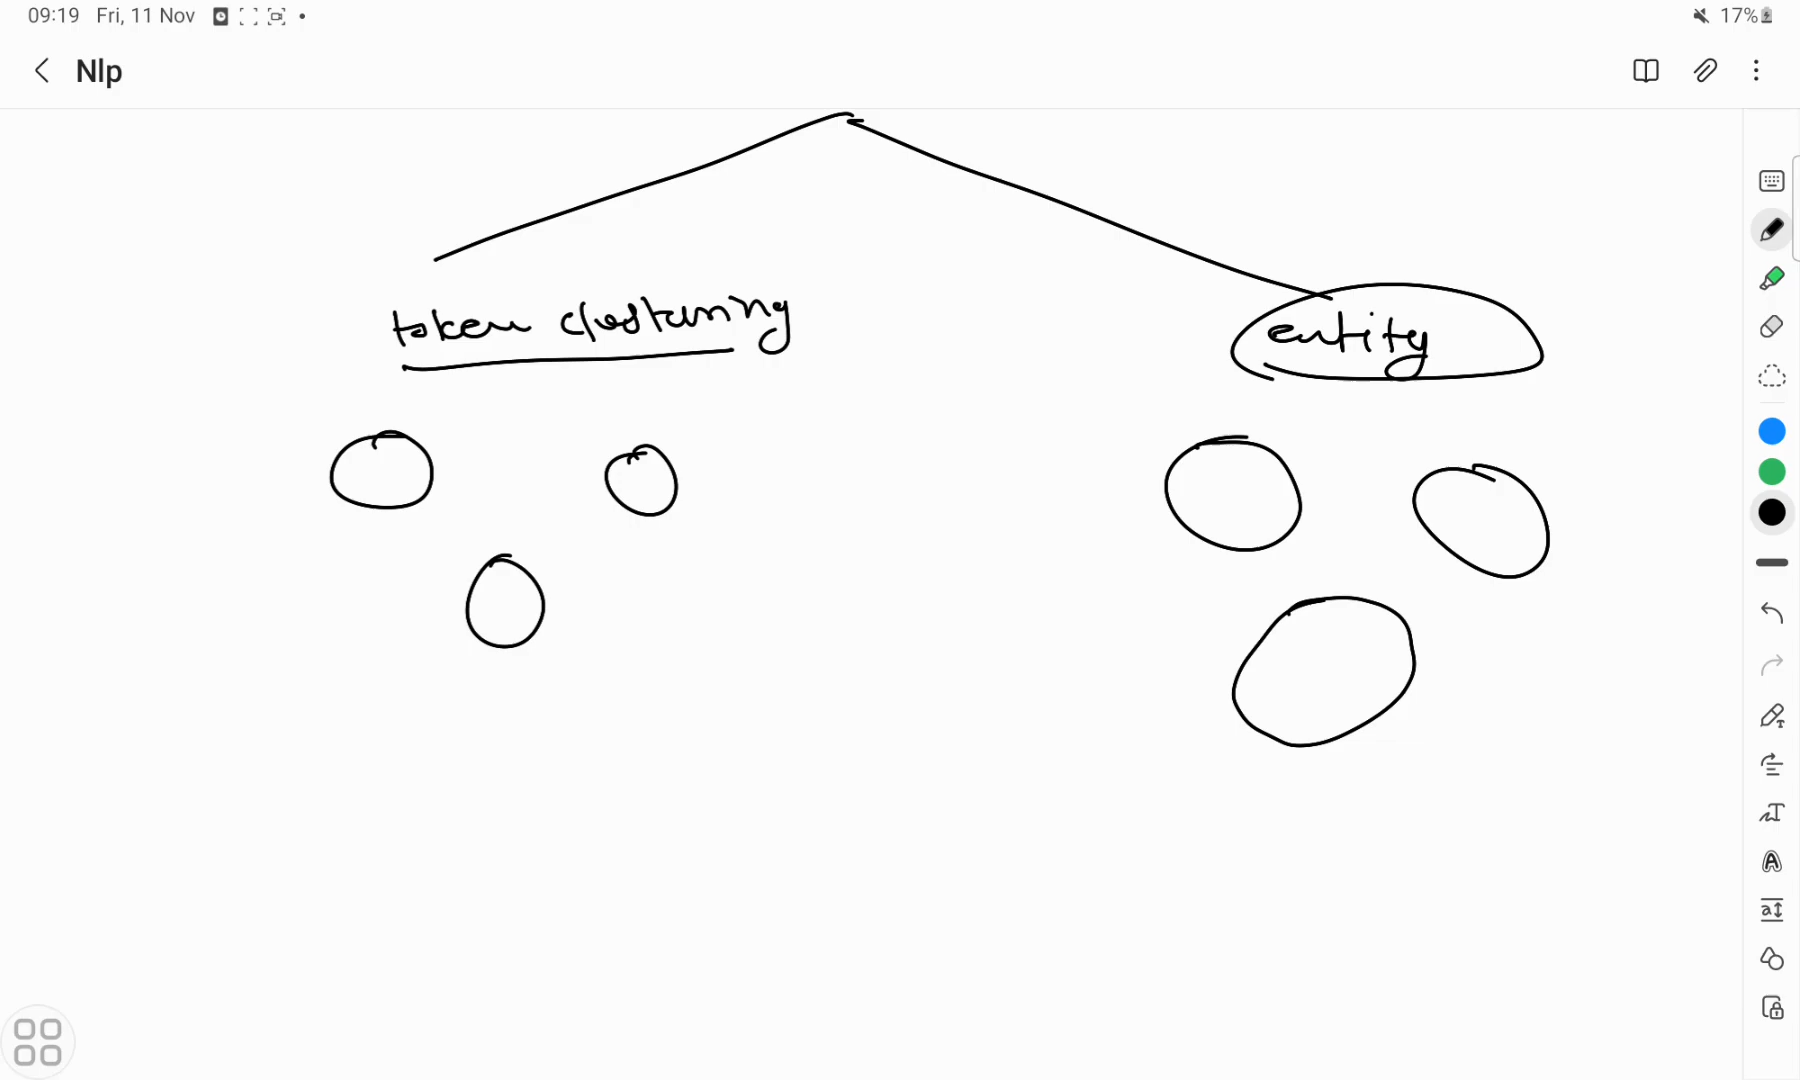 09:19 Fri, 11 Nov 17%
Nlp
token clustering
entity